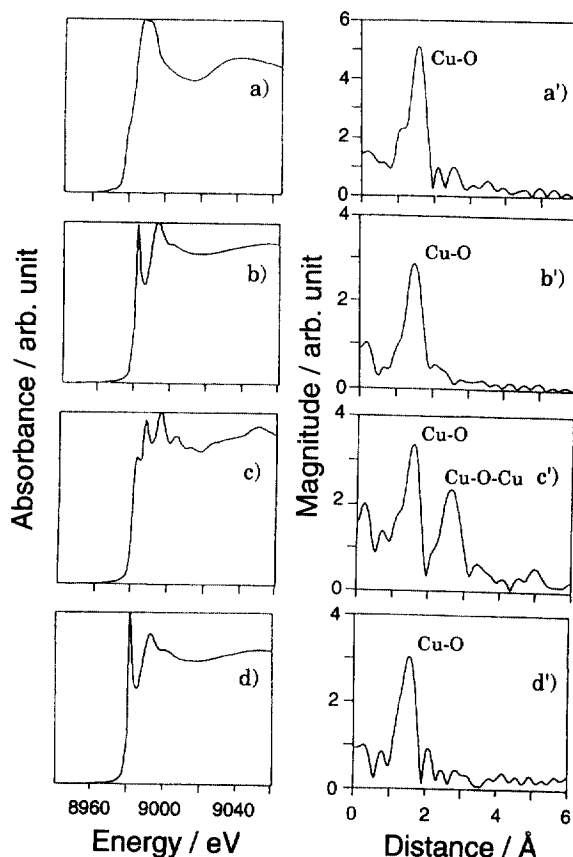 Absorbance / arb. unit
a)
b)
c)
d)
8960 9000 9040
Energy / eV
Magnitude / arb. unit
6
4
2
0
Cu-O
a')
4
2
0
Cu-O
b')
4
2
0
Cu-O
Cu-O-Cu
c')
4
2
0
Cu-O
d')
0 2 4 6
Distance / Å